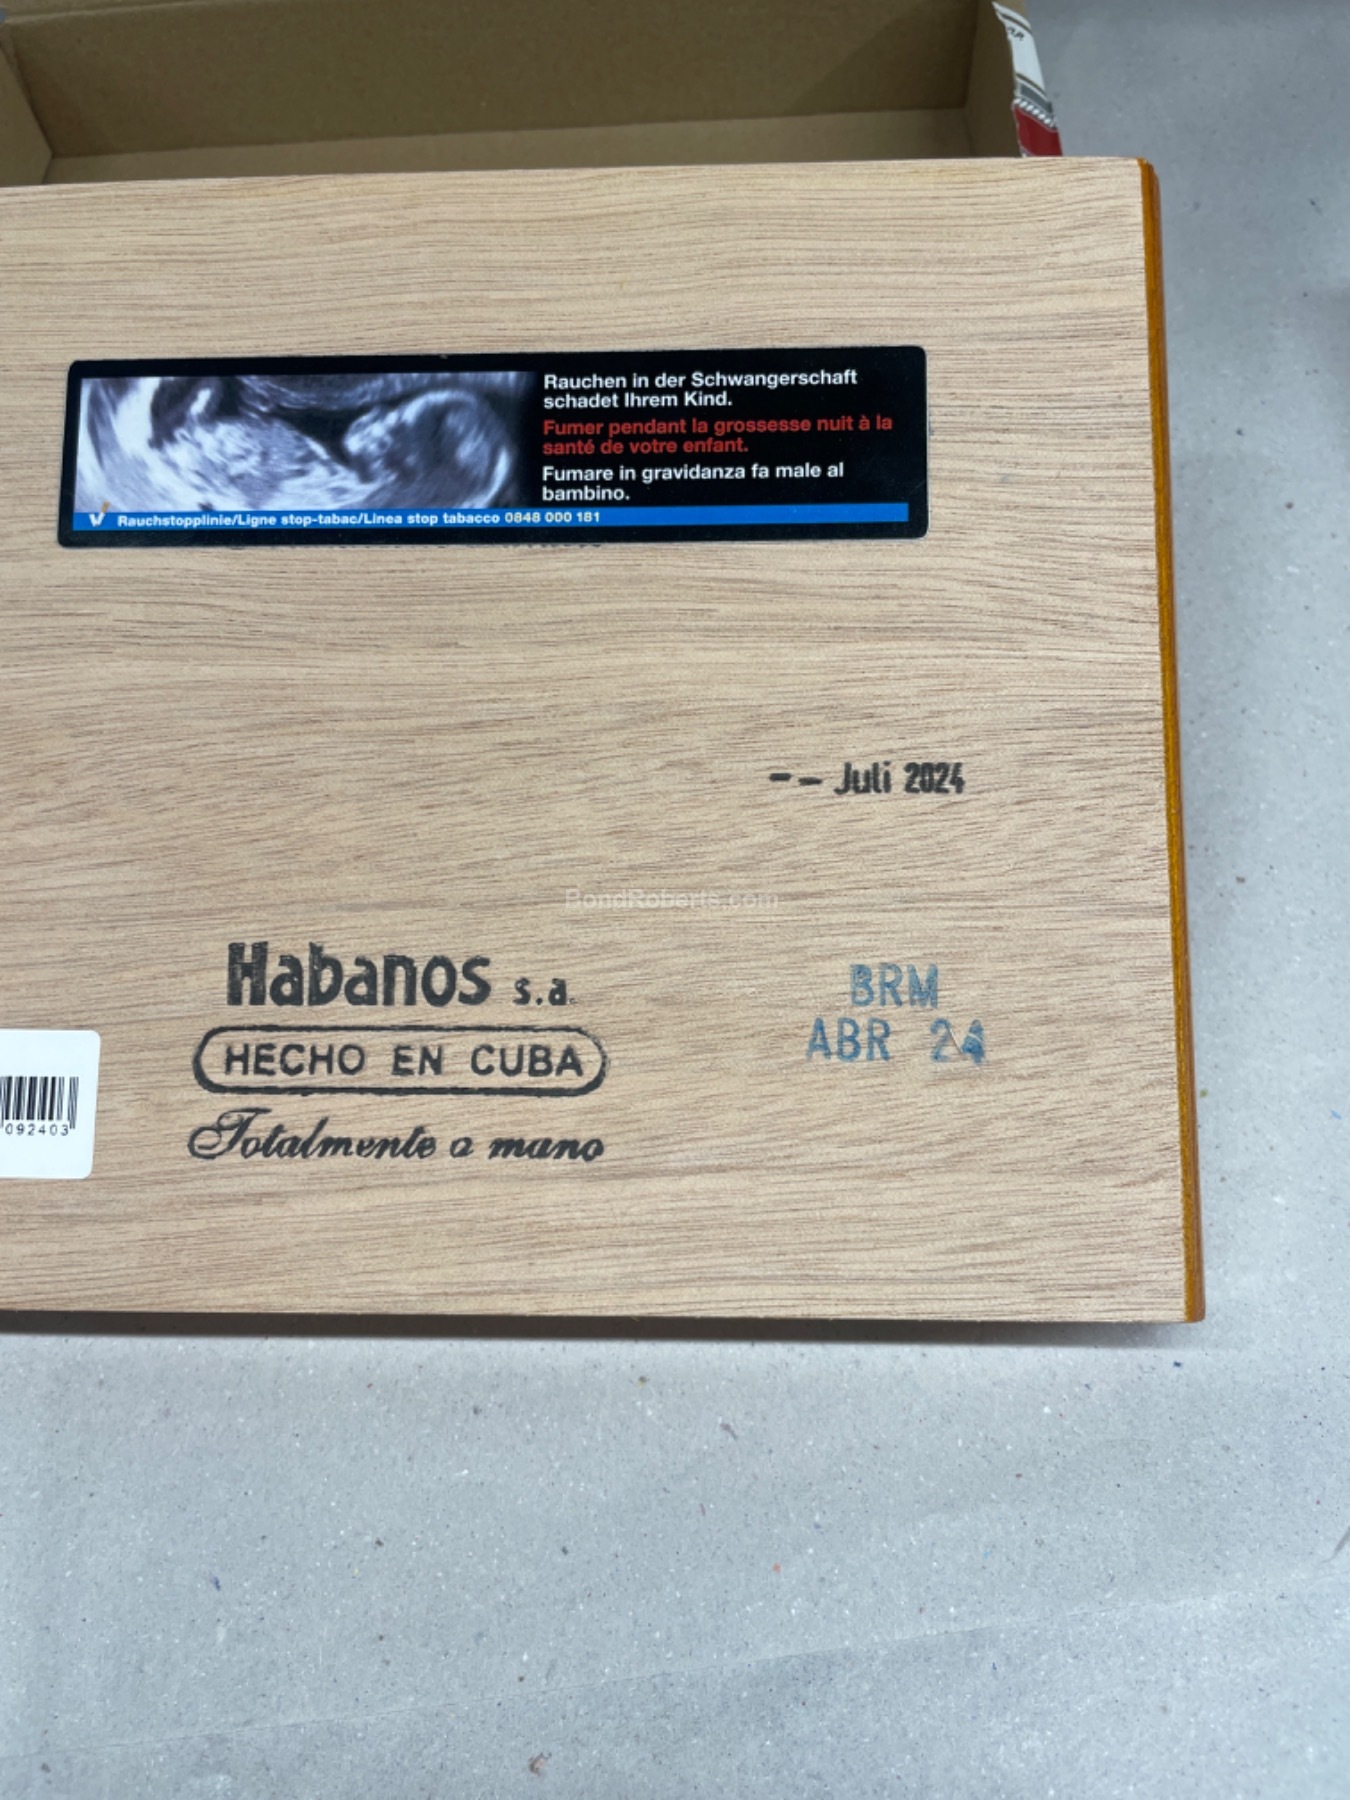 Rauchen in der Schwangerschaft
schadet Ihrem Kind.
Fumer pendant la grossesse nuit à la
santé de votre enfant.
Fumare in gravidanza fa male al
bambino.
Rauchstopplinie/Ligne stop-tabac/Linea stop tabacco 0848 000 181
-- Juli 2024
BondRoberts.com
Habanos s.a.
HECHO EN CUBA
Totalmente a mano
BRM
ABR 24
092403